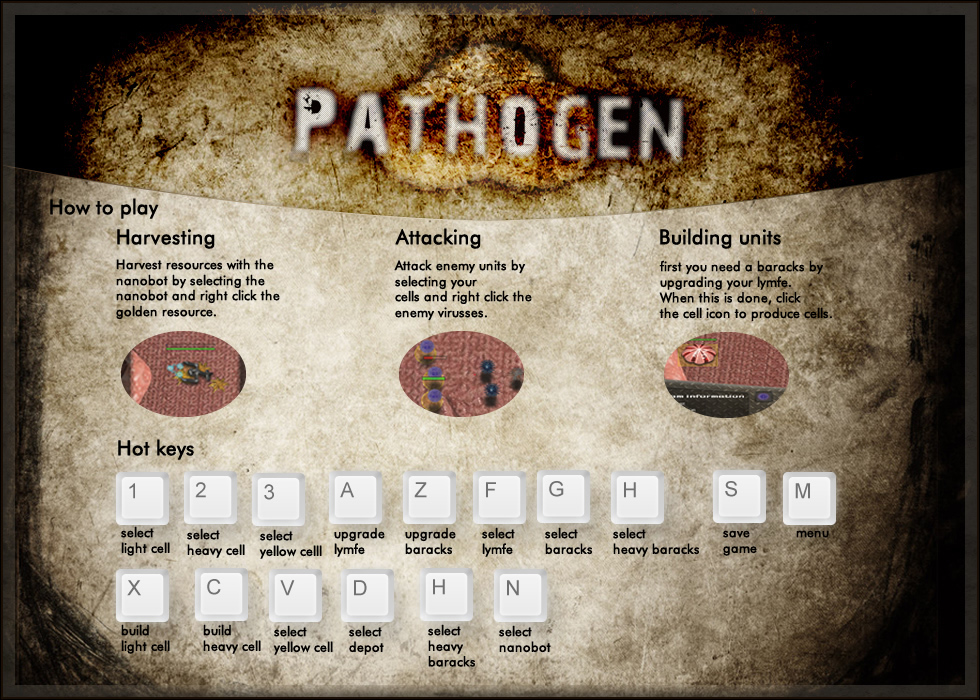 PATHOGEN
How to play
Harvesting
Harvest resources with the
nanobot by selecting the
nanobot and right click the
golden resource.
Attacking
Attack enemy units by
selecting your
cells and right click the
enemy virusses.
Building units
first you need a baracks by
upgrading your lymfe.
When this is done, click
the cell icon to produce cells.
om information
Hot keys
1
select
light cell
2
select
heavy cell
3
select
yellow celll
A
upgrade
lymfe
Z
upgrade
baracks
F
select
lymfe
G
select
baracks
H
select
heavy baracks
S
save
game
M
menu
X
build
light cell
C
build
heavy cell
V
select
yellow cell
D
select
depot
H
select
heavy
baracks
N
select
nanobot